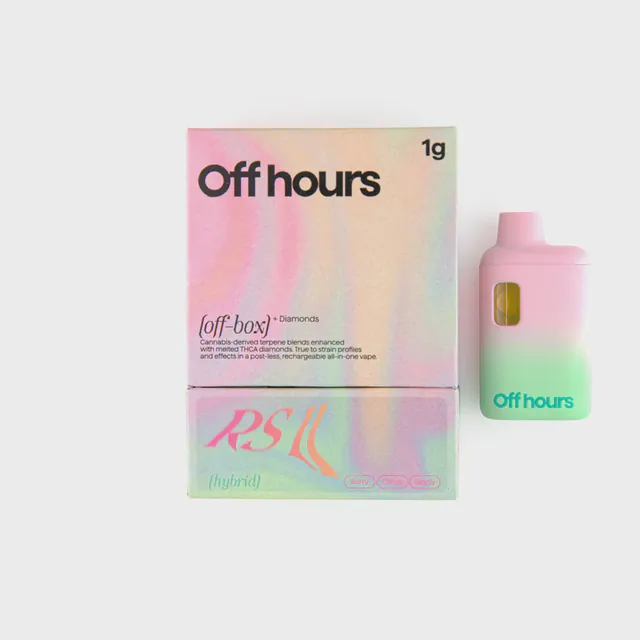 1g
Off hours
(off-box) + Diamonds
Cannabis-derived terpene blends enhanced
with melted THCA diamonds. True to strain profiles
and effects in a post-less, rechargeable all-in-one vape.
(hybrid)
Off hours